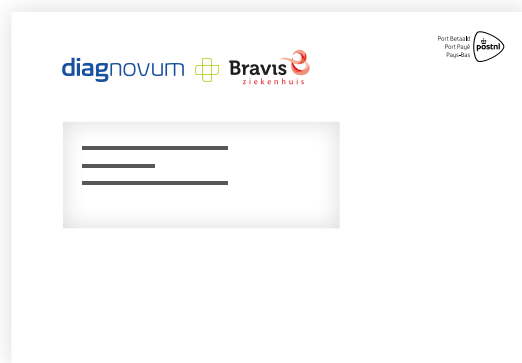 diagnovum
Bravis
ziekenhuis
Port Betaald
Port Payé
Pays-Bas
postnl